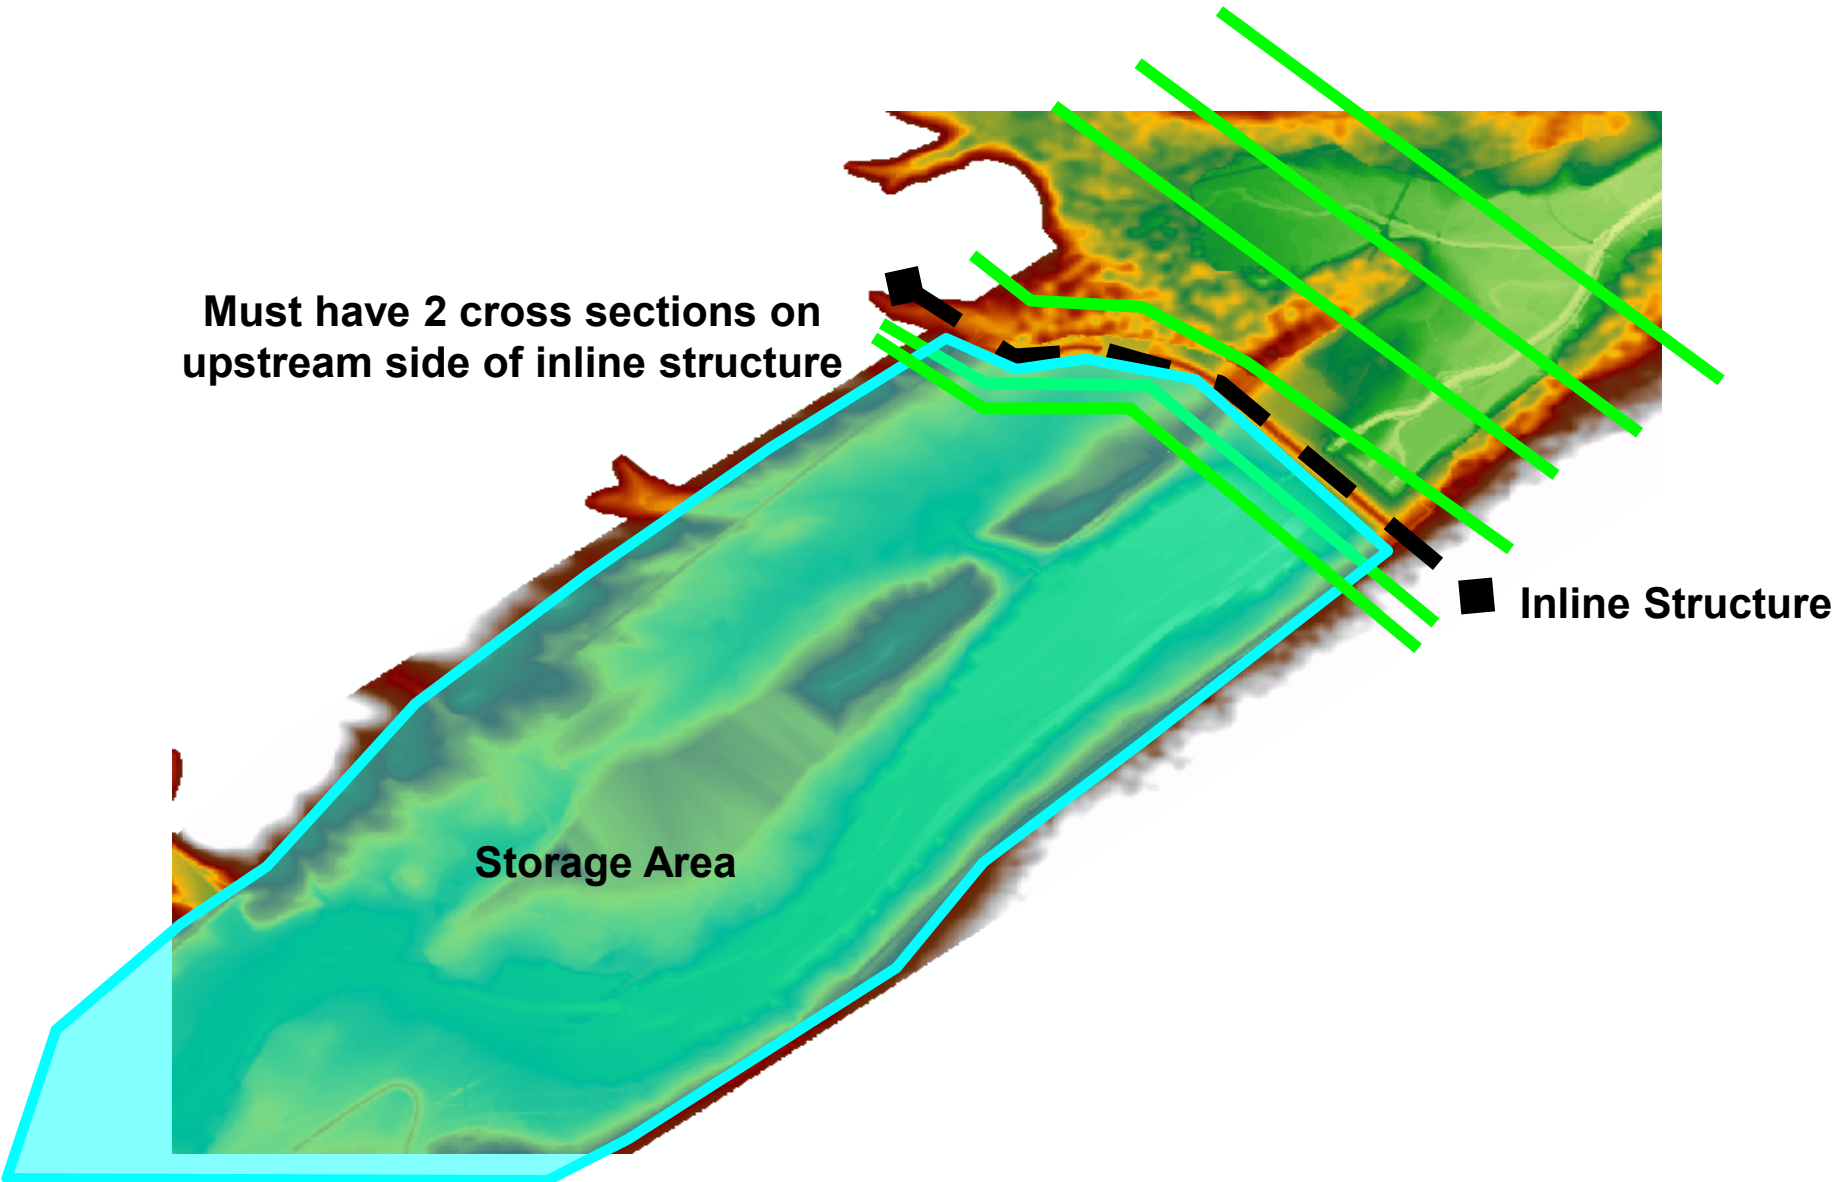 Must have 2 cross sections on
upstream side of inline structure
Inline Structure
Storage Area